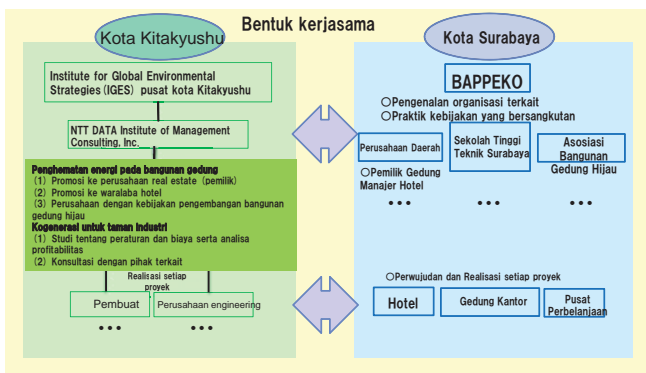 Bentuk kerjasama
Kota Kitakyushu
Institute for Global Environmental
Strategies(IGES) pusat kota Kitakyushu
NTT DATA Institute of Management
Consulting, Inc.
Penghematan energi pada bangunan gedung
(1) Promosi ke perusahaan real estate (pemilik)
(2) Promosi ke waralaba hotel
(3) Perusahaan dengan kebijakan pengembangan bangunan
gedung hijau
Kogenerasi untuk taman industri
(1) Studi tentang peraturan dan biaya serta analisa
profitabilitas
(2) Konsultasi dengan pihak terkait
Realisasi setiap
proyek
Pembuat
Perusahaan engineering
•••
•••
Kota Surabaya
BAPPEKO
○Pengenalan organisasi terkait
○Praktik kebijakan yang bersangkutan
Perusahaan Daerah
Sekolah Tinggi
Teknik Surabaya
Asosiasi
Bangunan
Gedung Hijau
○Pemilik Gedung
Manajer Hotel
•••
•••
•••
○Perwujudan dan Realisasi setiap proyek
Hotel
Gedung Kantor
Pusat
Perbelanjaan